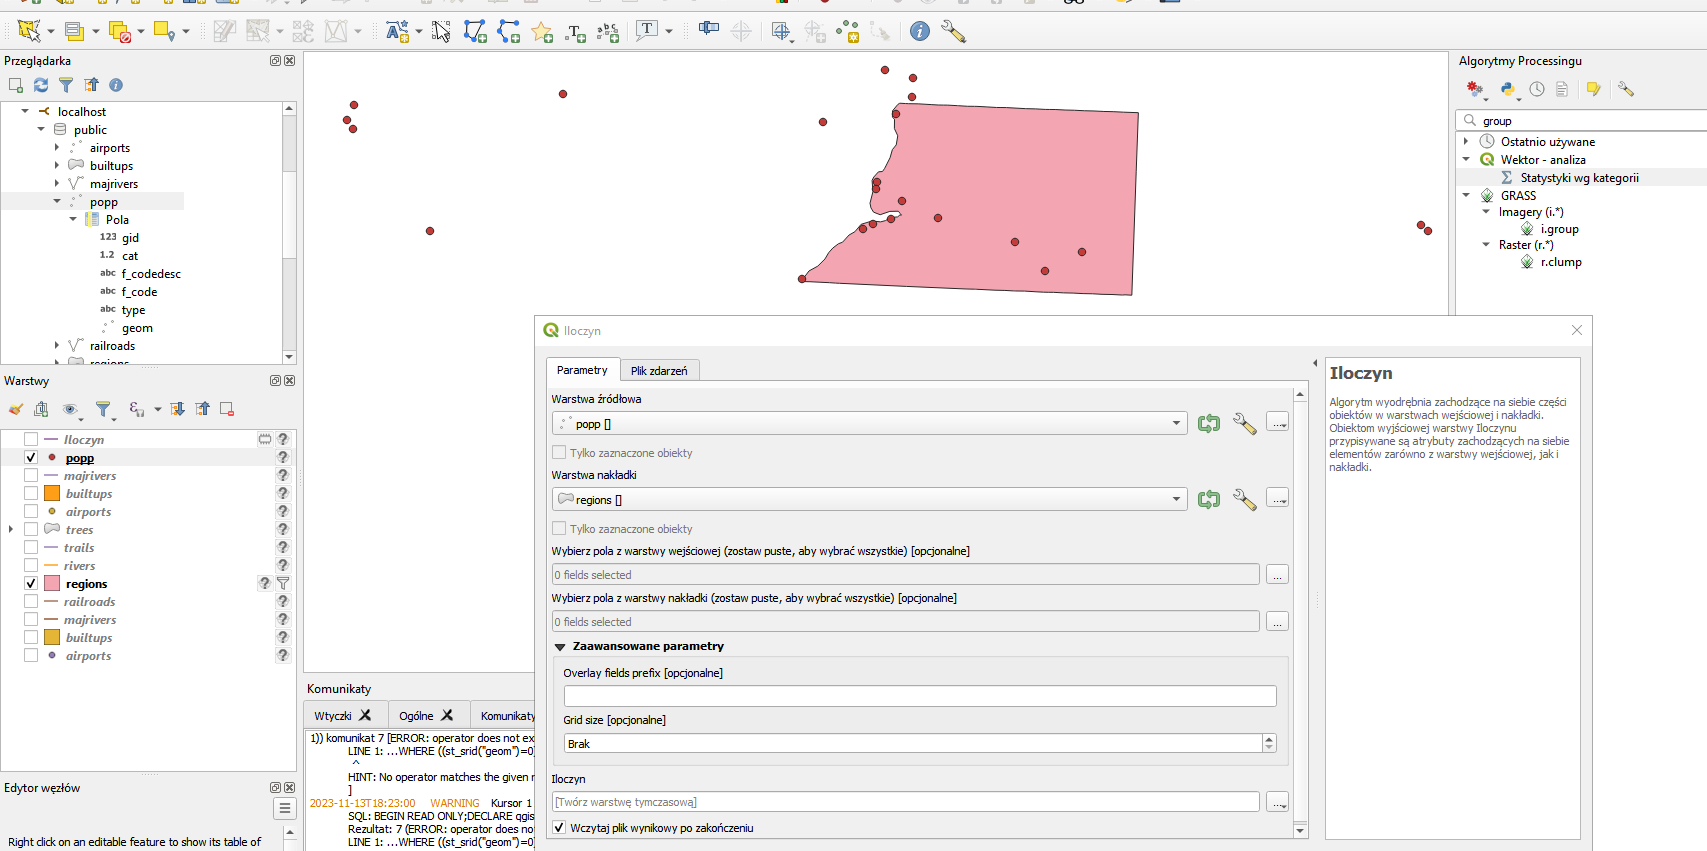 Przeglądarka
localhost
public
airports
builtups
majrivers
popp
Pola
123 gid
1.2 cat
abc f_codedesc
abc f_code
abc type
geom
railroads
regions
Warstwy
Iloczyn
popp
majrivers
builtups
airports
trees
trails
rivers
regions
railroads
majrivers
builtups
airports
Edytor węzłów
Right click on an editable feature to show its table of
Komunikaty
Wtyczki
Ogólne
Komunikaty
1)) komunikat 7 [ERROR: operator does not ex
LINE 1: ...WHERE ((st_srid("geom")=0)
^
HINT: No operator matches the given n
]
2023-11-13T18:23:00 WARNING Kursor 1
SQL: BEGIN READ ONLY;DECLARE qgis
Rezultat: 7 (ERROR: operator does no
LINE 1: ...WHERE ((st_srid("geom")=0)
Iloczyn
Parametry
Plik zdarzeń
Warstwa źródłowa
popp []
Tylko zaznaczone obiekty
Warstwa nakładki
regions []
Tylko zaznaczone obiekty
Wybierz pola z warstwy wejściowej (zostaw puste, aby wybrać wszystkie) [opcjonalne]
0 fields selected
...
Wybierz pola z warstwy nakładki (zostaw puste, aby wybrać wszystkie) [opcjonalne]
0 fields selected
...
Zaawansowane parametry
Overlay fields prefix [opcjonalne]
Grid size [opcjonalne]
Brak
Iloczyn
[Twórz warstwę tymczasową]
...
Wczytaj plik wynikowy po zakończeniu
Iloczyn
Algorytm wyodrębnia zachodzące na siebie części
obiektów w warstwach wejściowej i nakładki.
Obiektom wyjściowej warstwy Iloczynu
przypisywane są atrybuty zachodzących na siebie
elementów zarówno z warstwy wejściowej, jak i
nakładki.
Algorytmy Processingu
group
Ostatnio używane
Wektor - analiza
Statystyki wg kategorii
GRASS
Imagery (i.*)
i.group
Raster (r.*)
r.clump